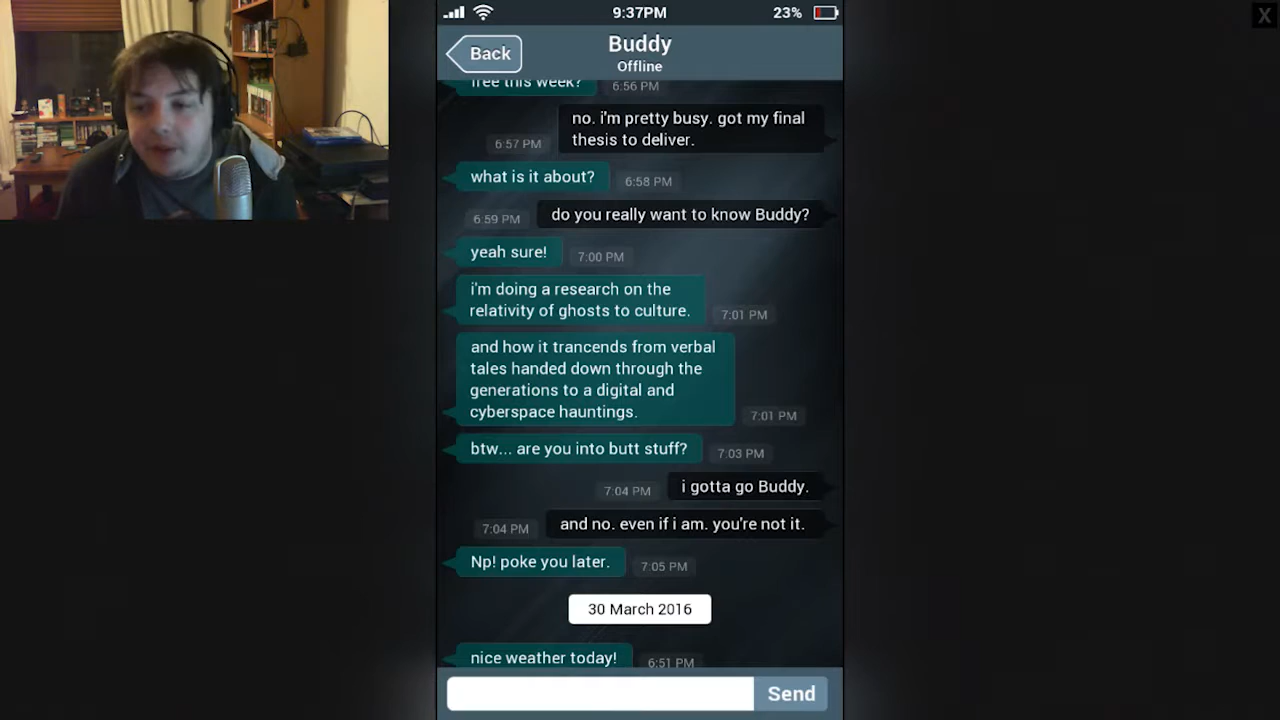 9:37PM
23%
X
Back
Buddy
Offline
free this week?
6:56 PM
no. i'm pretty busy. got my final
thesis to deliver.
6:57 PM
what is it about?
6:58 PM
6:59 PM
do you really want to know Buddy?
yeah sure!
7:00 PM
i'm doing a research on the
relativity of ghosts to culture.
7:01 PM
and how it trancends from verbal
tales handed down through the
generations to a digital and
cyberspace hauntings.
7:01 PM
btw... are you into butt stuff?
7:03 PM
7:04 PM
i gotta go Buddy.
7:04 PM
and no. even if i am. you're not it.
Np! poke you later.
7:05 PM
30 March 2016
nice weather today!
6:51 PM
Send